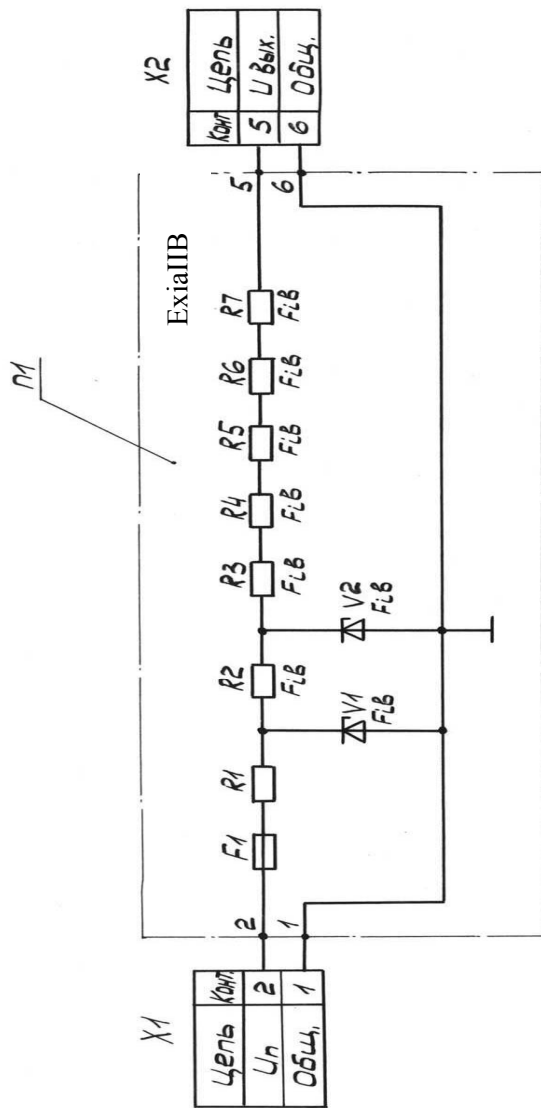 П1
X1
Цепь Конт.
Uп 2
Общ. 1
2
1
F1
R1
R2
FiB
R3
FiB
R4
FiB
R5
FiB
R6
FiB
R7
FiB
V1
FiB
V2
FiB
ExiaIIB
5
6
X2
Конт Цепь
5 U вых.
6 Общ.